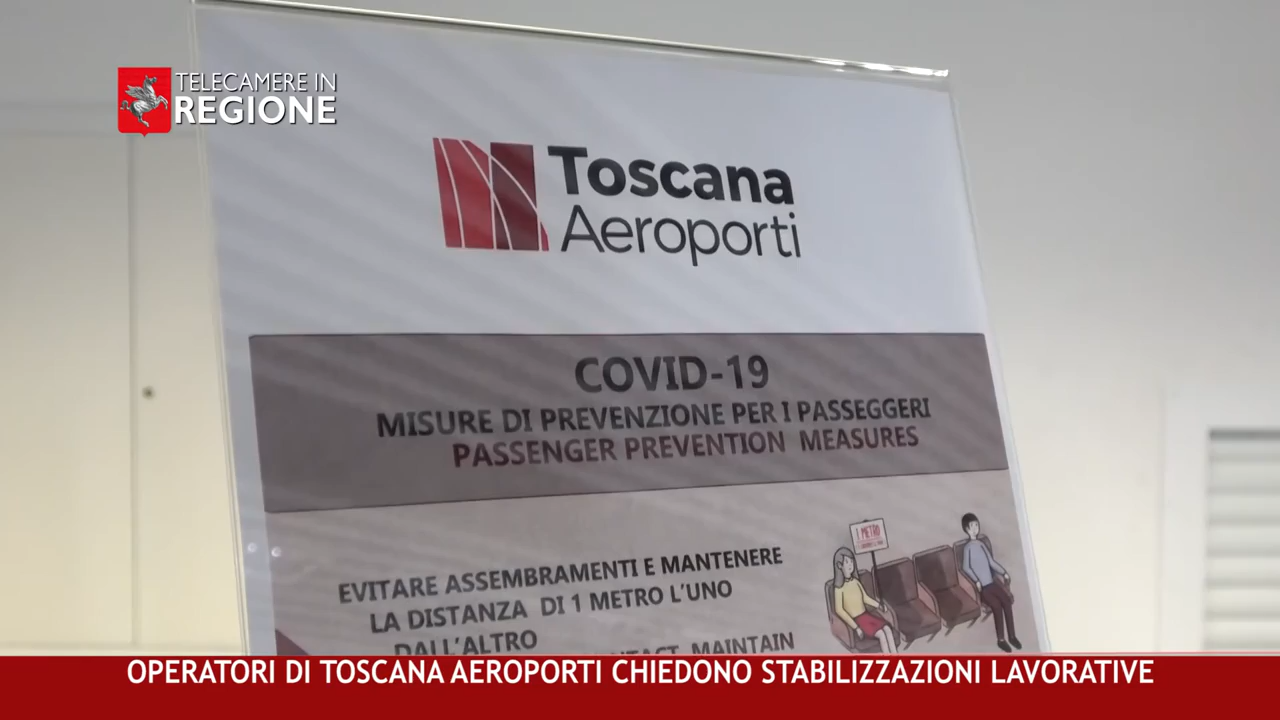 TELECAMERE IN
REGIONE
Toscana
Aeroporti
COVID-19
MISURE DI PREVENZIONE PER I PASSEGGERI
PASSENGER PREVENTION MEASURES
1 METRO
EVITARE ASSEMBRAMENTI E MANTENERE
LA DISTANZA DI 1 METRO L'UNO
DALL'ALTRO
MAINTAIN
OPERATORI DI TOSCANA AEROPORTI CHIEDONO STABILIZZAZIONI LAVORATIVE